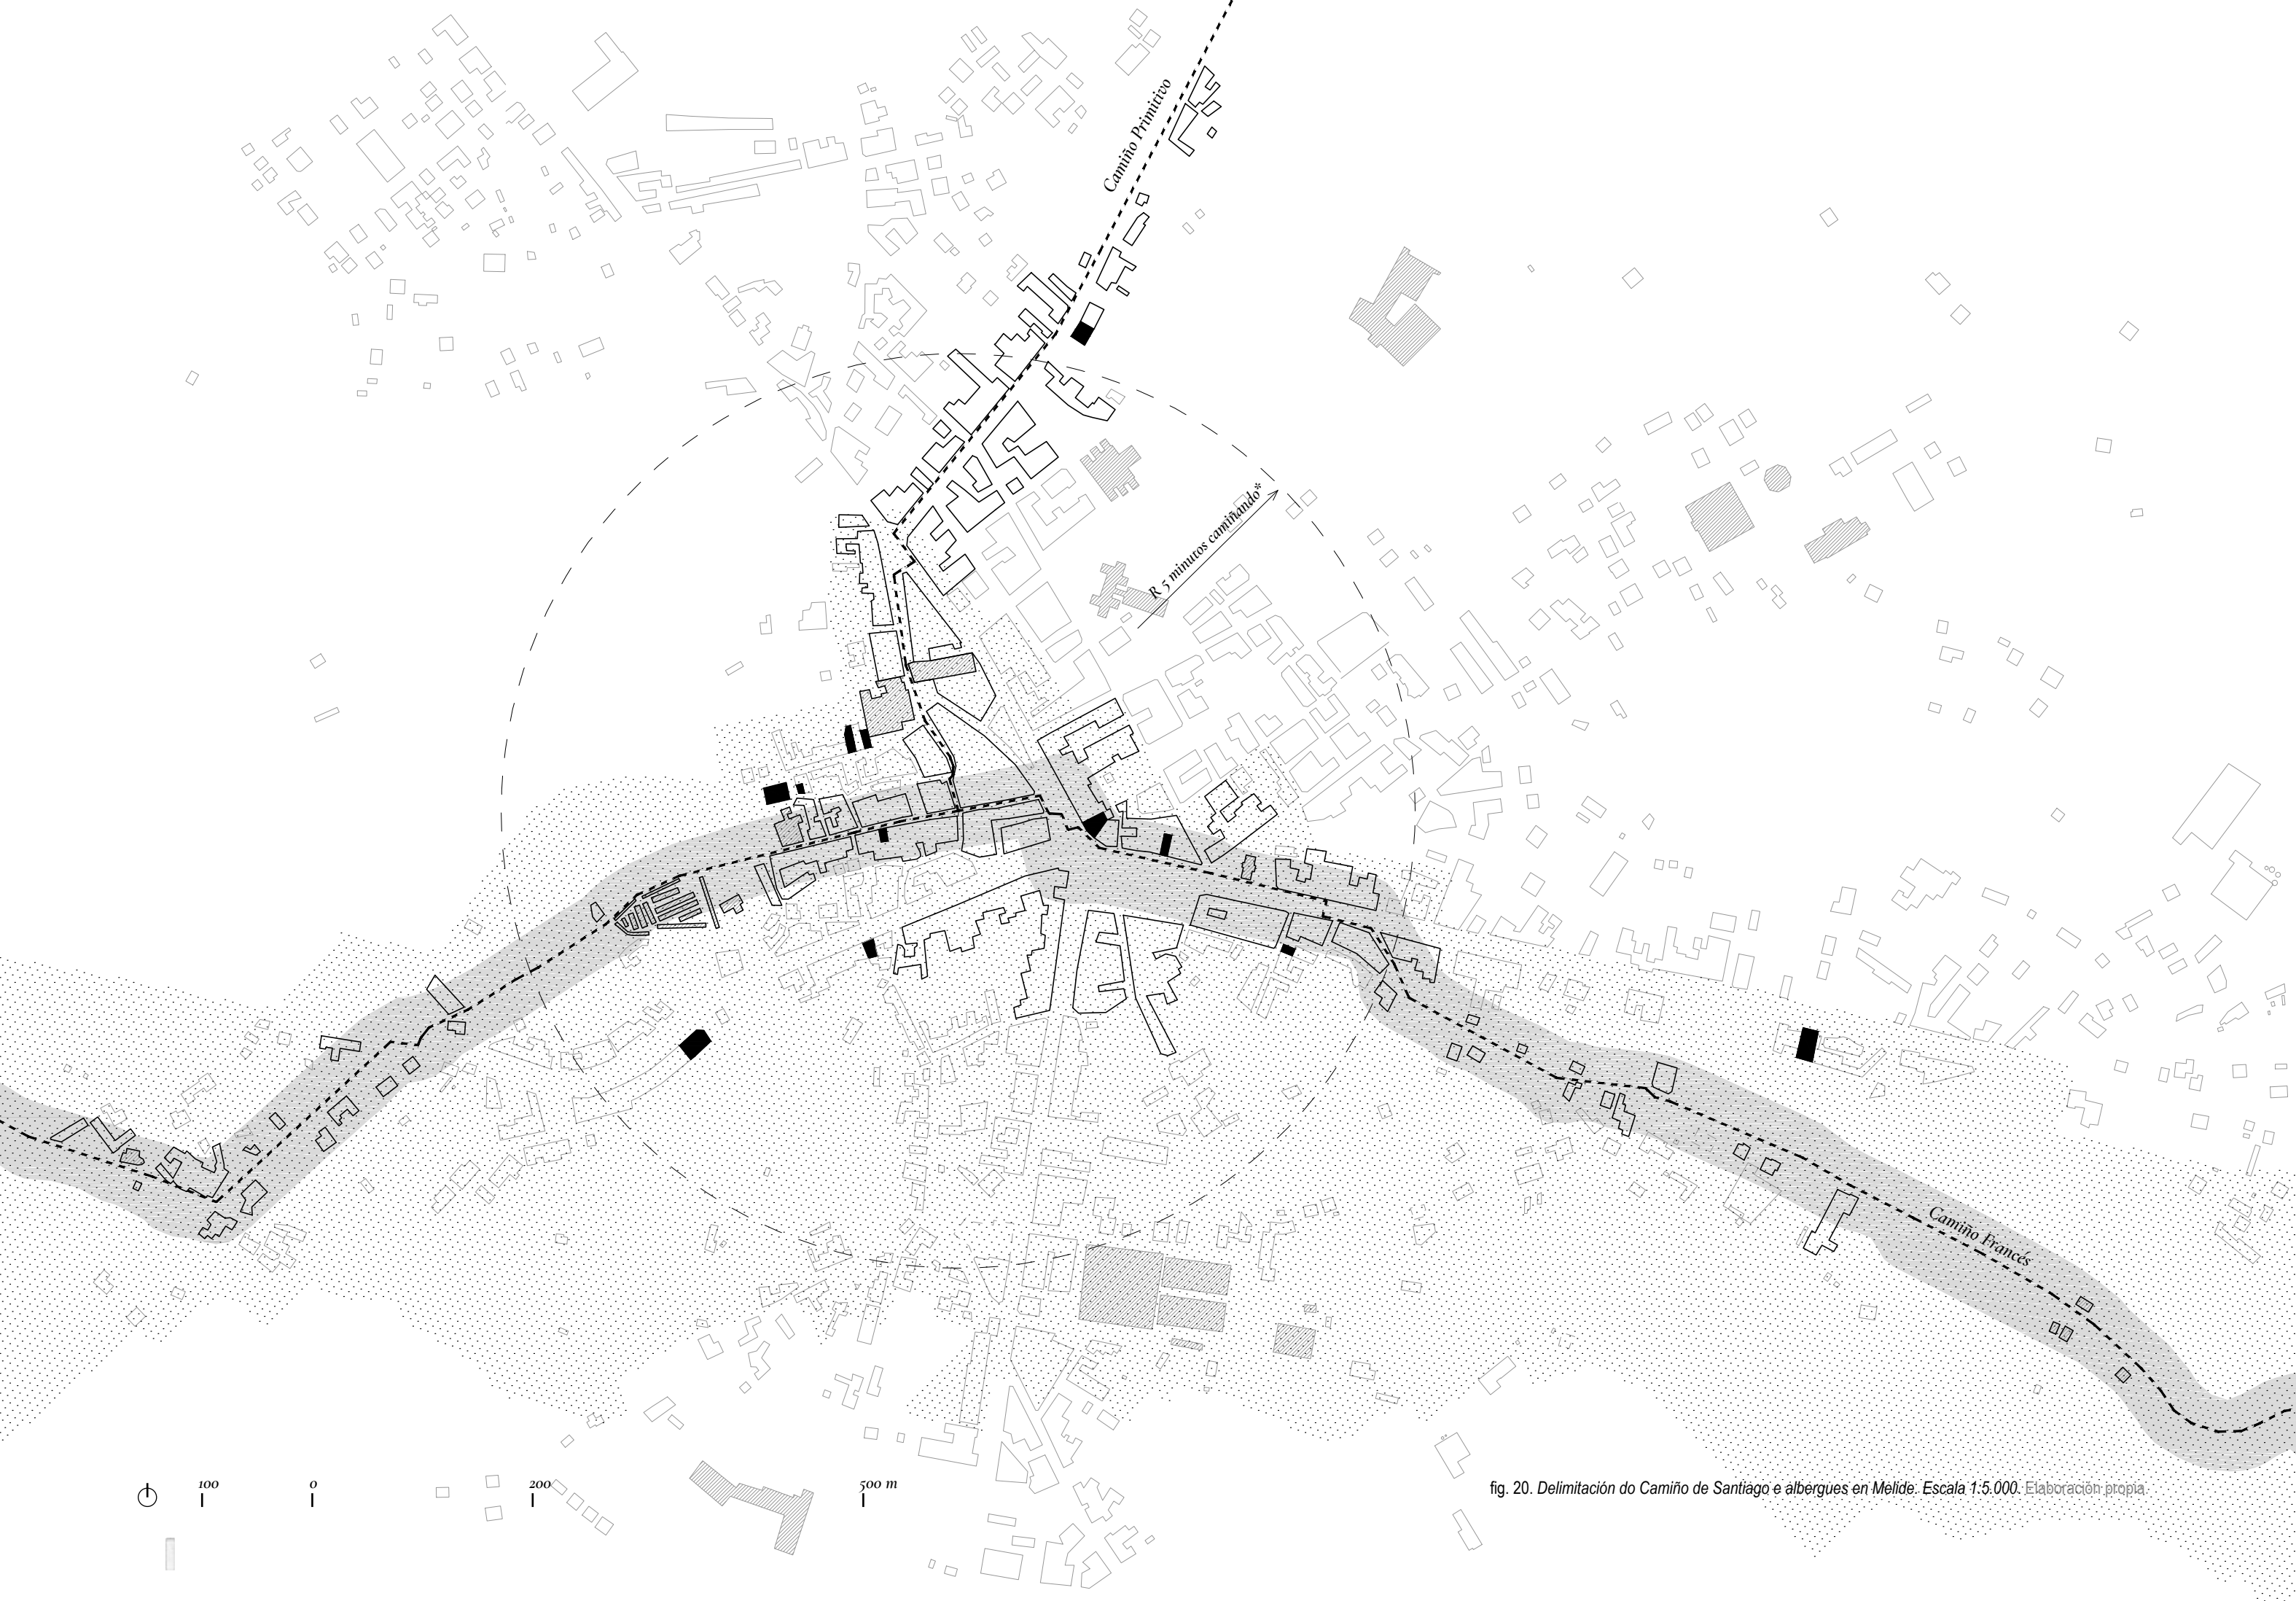 Camiño Primitivo
R 5 minutos camiñando*
Camiño Francés
100 0 200 500 m
fig. 20. Delimitación do Camiño de Santiago e albergues en Melide. Escala 1:5.000. Elaboración propia